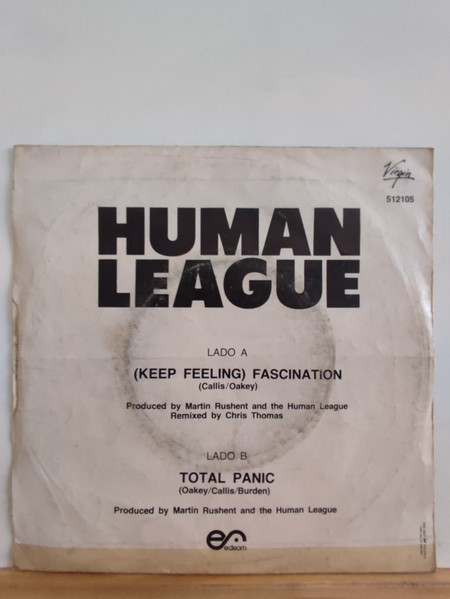 Virgin
512105
HUMAN
LEAGUE
LADO A
(KEEP FEELING) FASCINATION
(Callis/Oakey)
Produced by Martin Rushent and the Human League
Remixed by Chris Thomas
LADO B
TOTAL PANIC
(Oakey/Callis/Burden)
Produced by Martin Rushent and the Human League
edisom